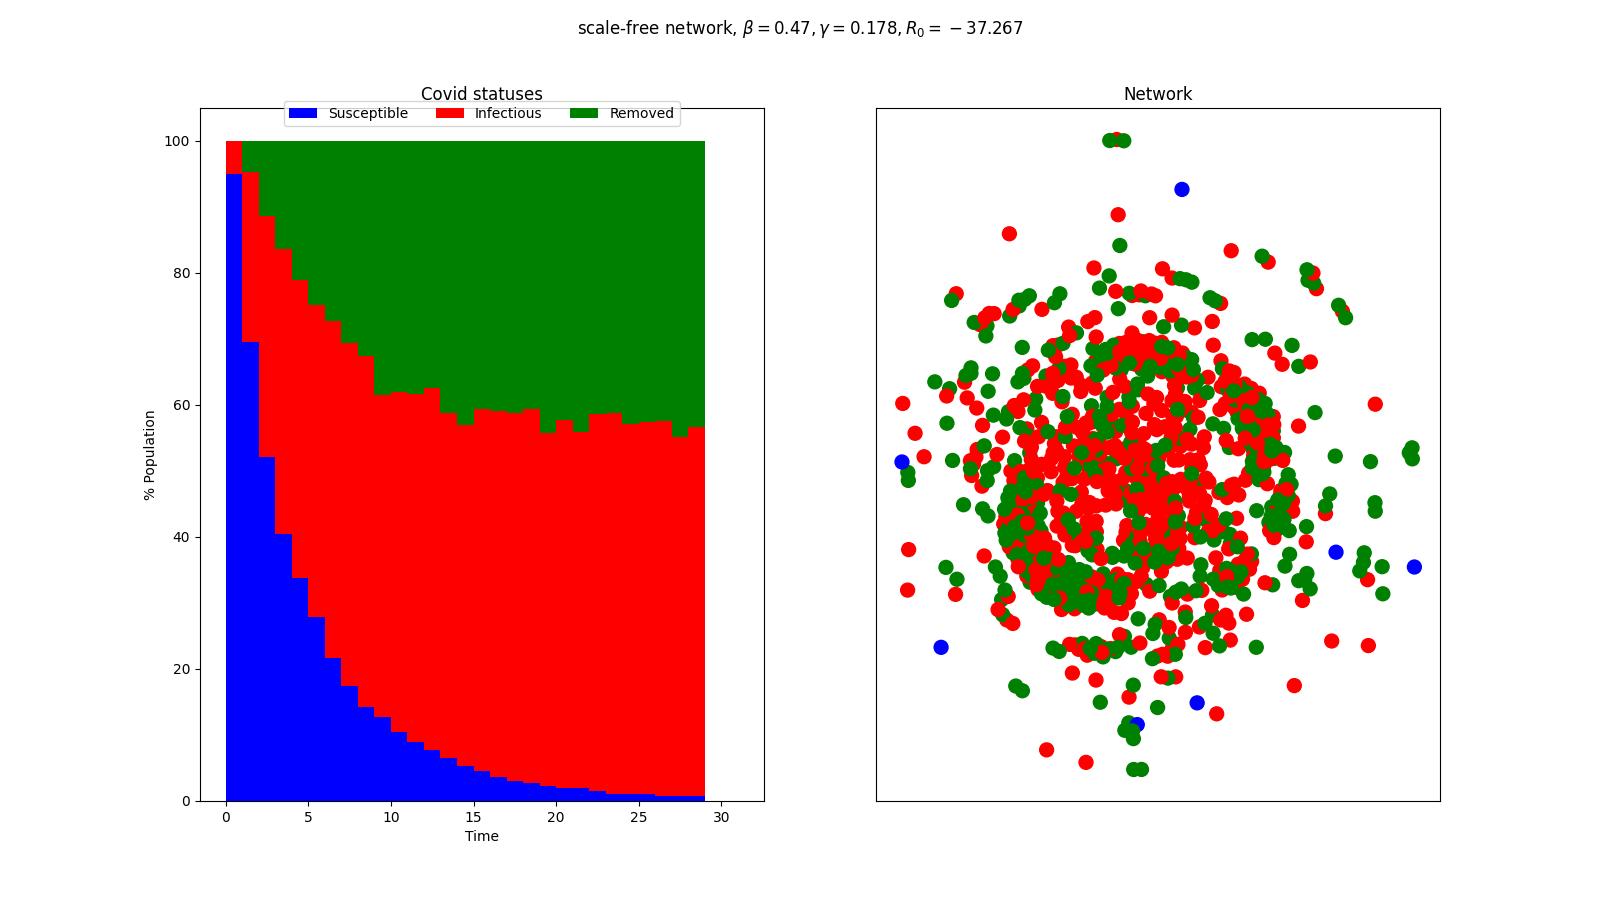 scale-free network, β = 0.47, γ = 0.178, R₀ = − 37.267
Covid statuses
Susceptible Infectious Removed
100
80
60
40
20
0
% Population
0 5 10 15 20 25 30
Time
Network